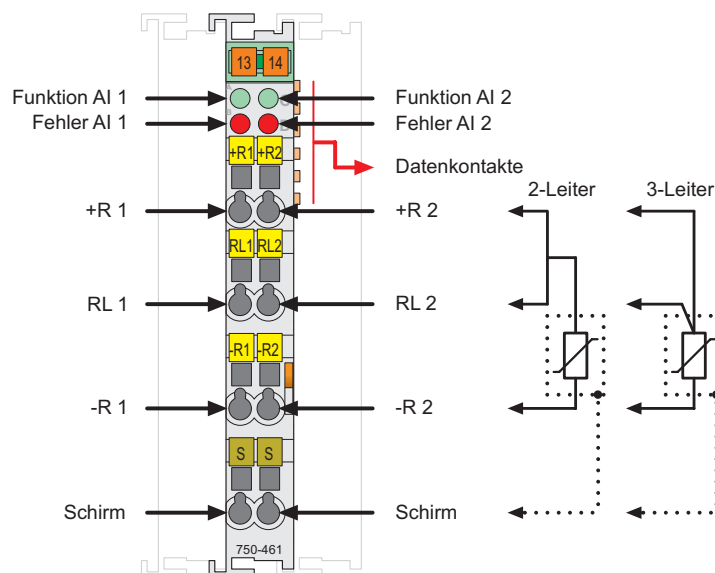 13 14
A C
Funktion AI 1
Funktion AI 2
Fehler AI 1
Fehler AI 2
+R1 +R2
Datenkontakte
2-Leiter
3-Leiter
+R 1
+R 2
RL1 RL2
RL 1
RL 2
-R1 -R2
-R 1
-R 2
S S
Schirm
Schirm
750-461